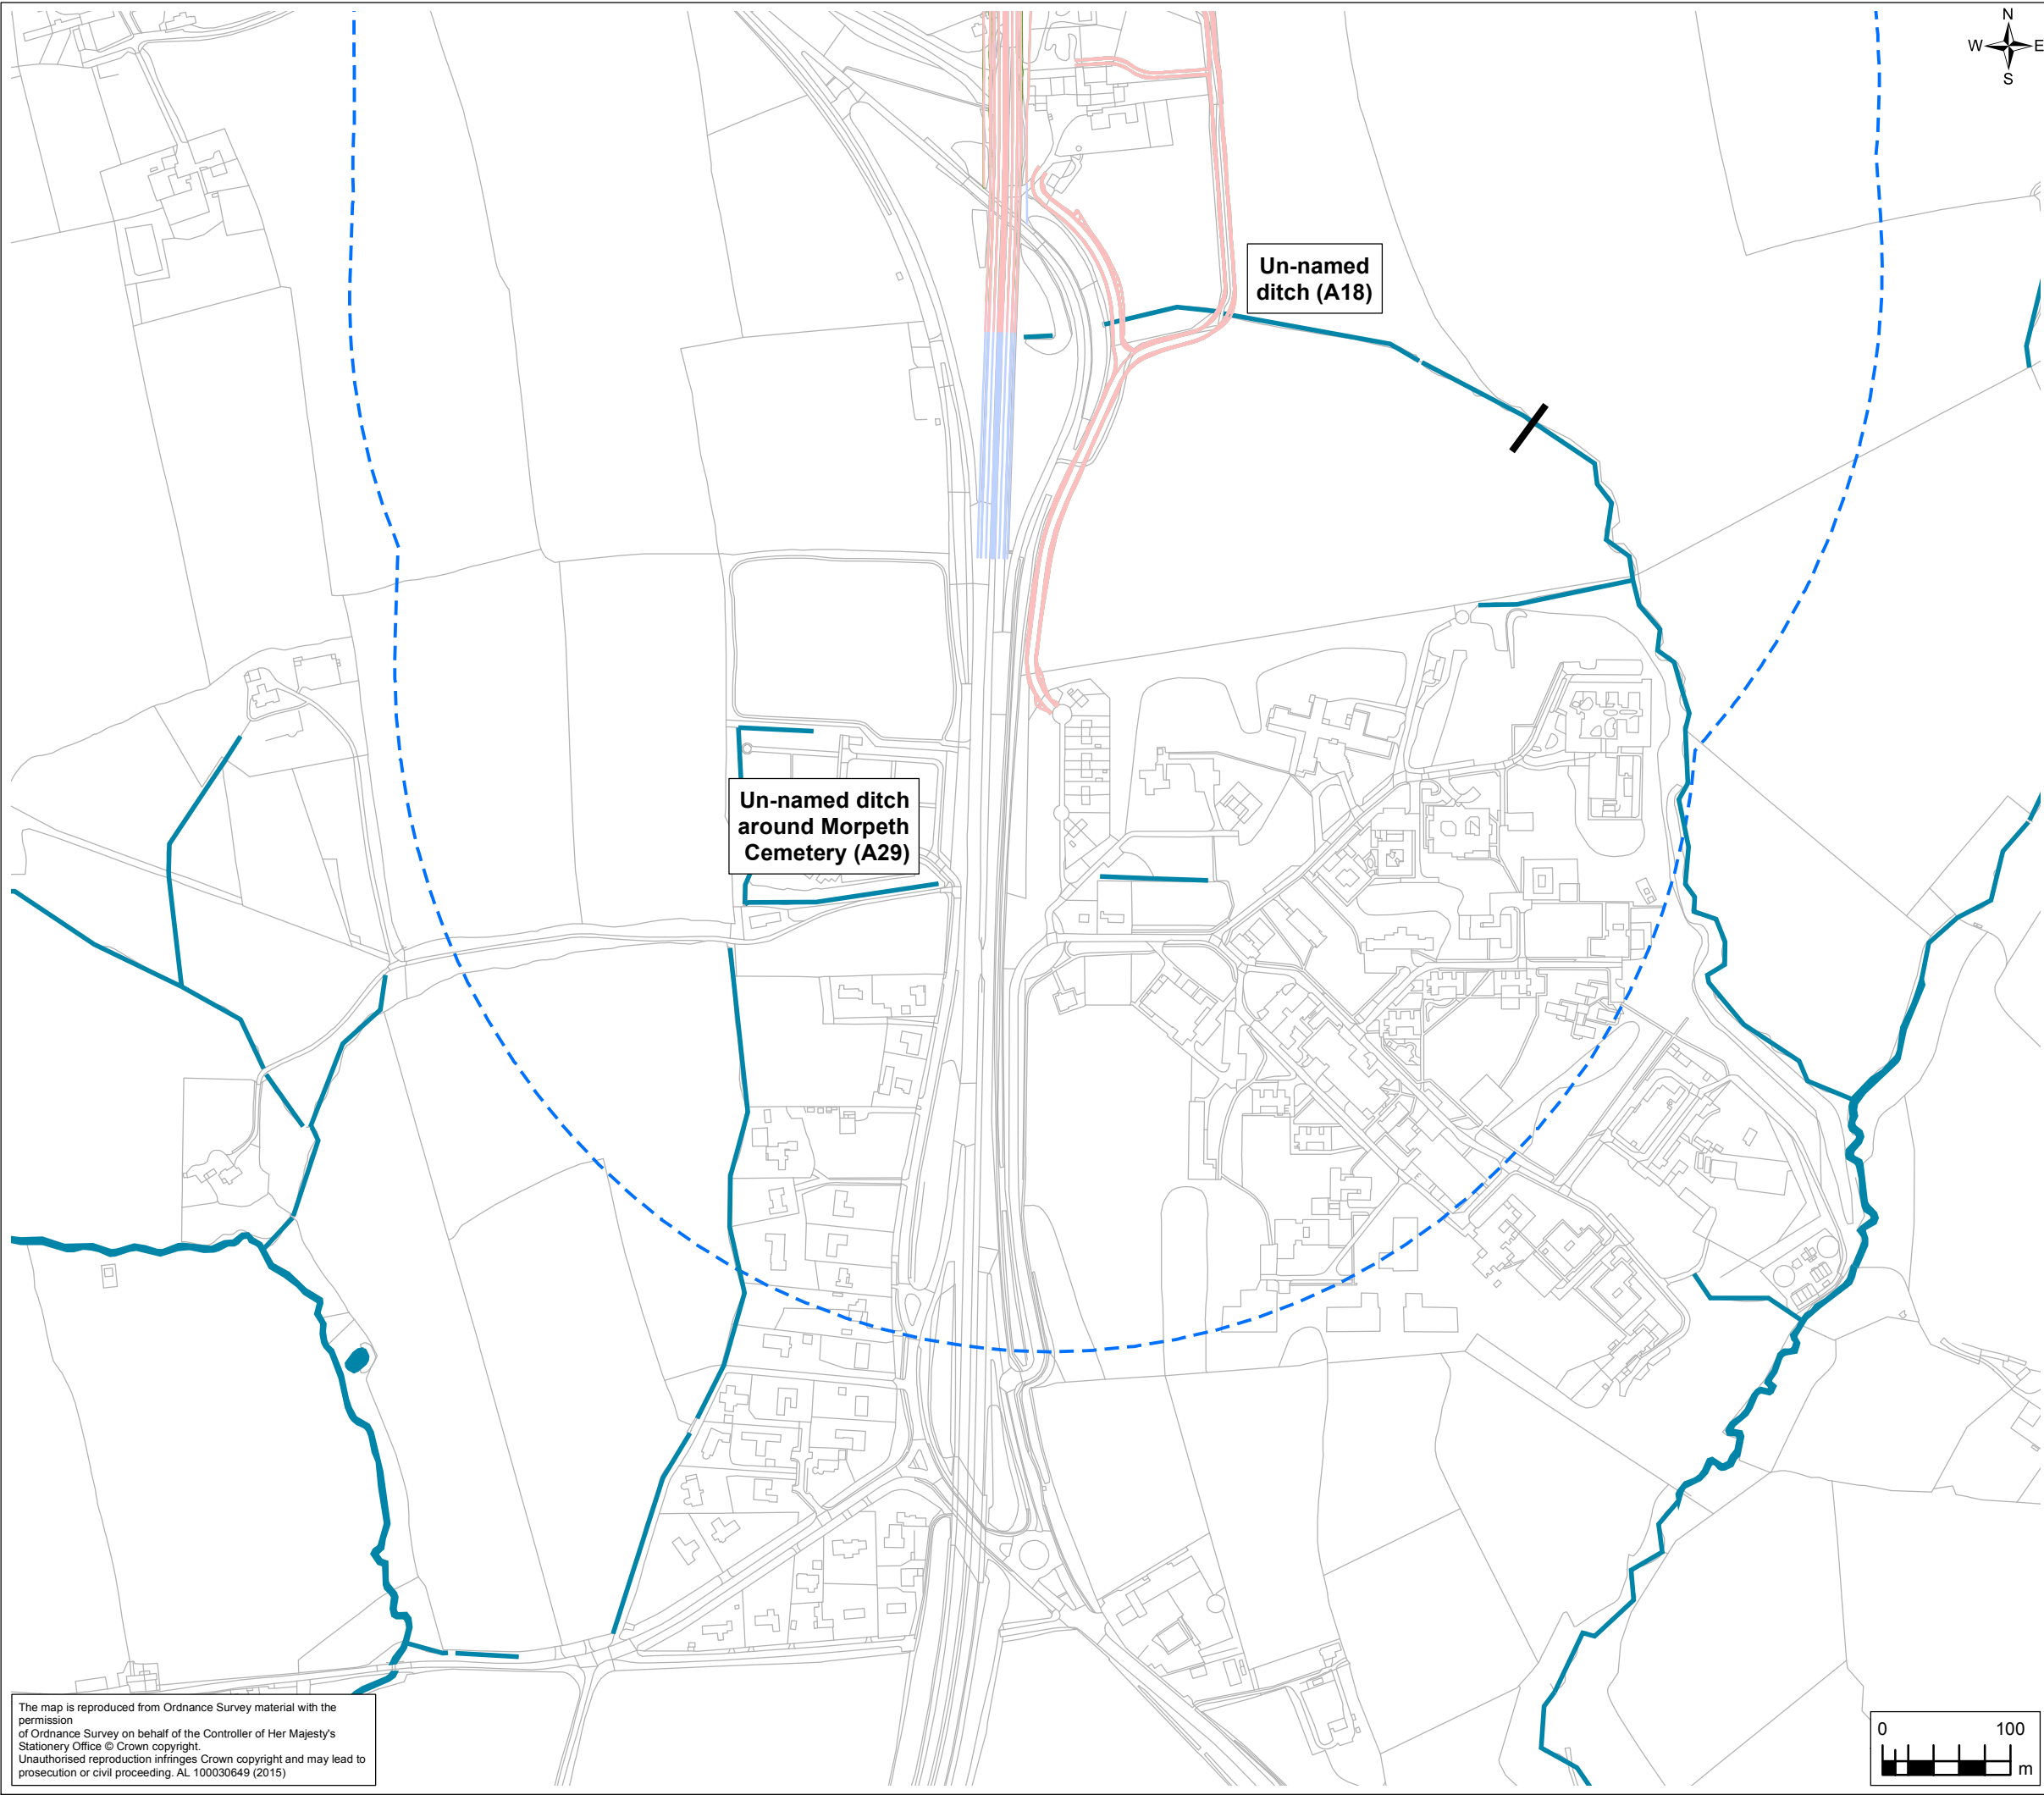 N
W E
S
Un-named
ditch (A18)
Un-named ditch
around Morpeth
Cemetery (A29)
The map is reproduced from Ordnance Survey material with the
permission
of Ordnance Survey on behalf of the Controller of Her Majesty's
Stationery Office © Crown copyright.
Unauthorised reproduction infringes Crown copyright and may lead to
prosecution or civil proceeding. AL 100030649 (2015)
0 100
m